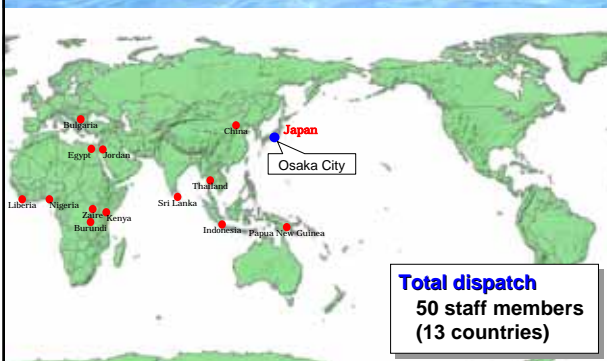 Bulgaria
China
Japan
Osaka City
Egypt
Jordan
Thailand
Liberia
Nigeria
Sri Lanka
Zaire
Kenya
Burundi
Indonesia
Papua New Guinea
Total dispatch
50 staff members
(13 countries)